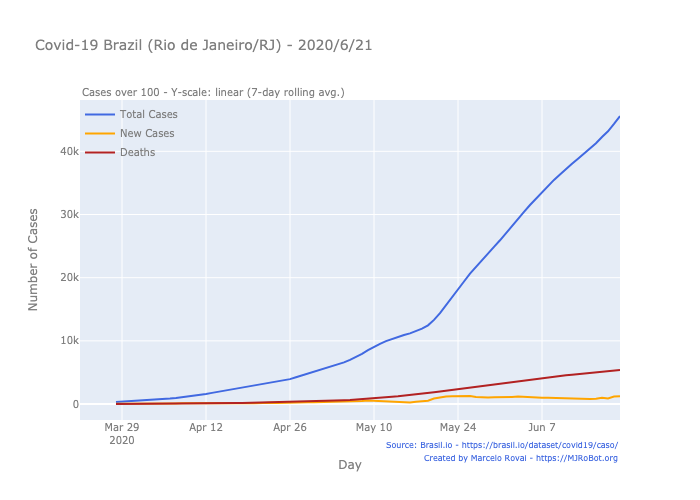 Covid-19 Brazil (Rio de Janeiro/RJ) - 2020/6/21
Cases over 100 - Y-scale: linear (7-day rolling avg.)
Total Cases
New Cases
Deaths
40k
30k
20k
10k
0
Number of Cases
Mar 29
2020
Apr 12
Apr 26
May 10
May 24
Jun 7
Day
Source: Brasil.io - https://brasil.io/dataset/covid19/caso/
Created by Marcelo Rovai - https://MJRoBot.org